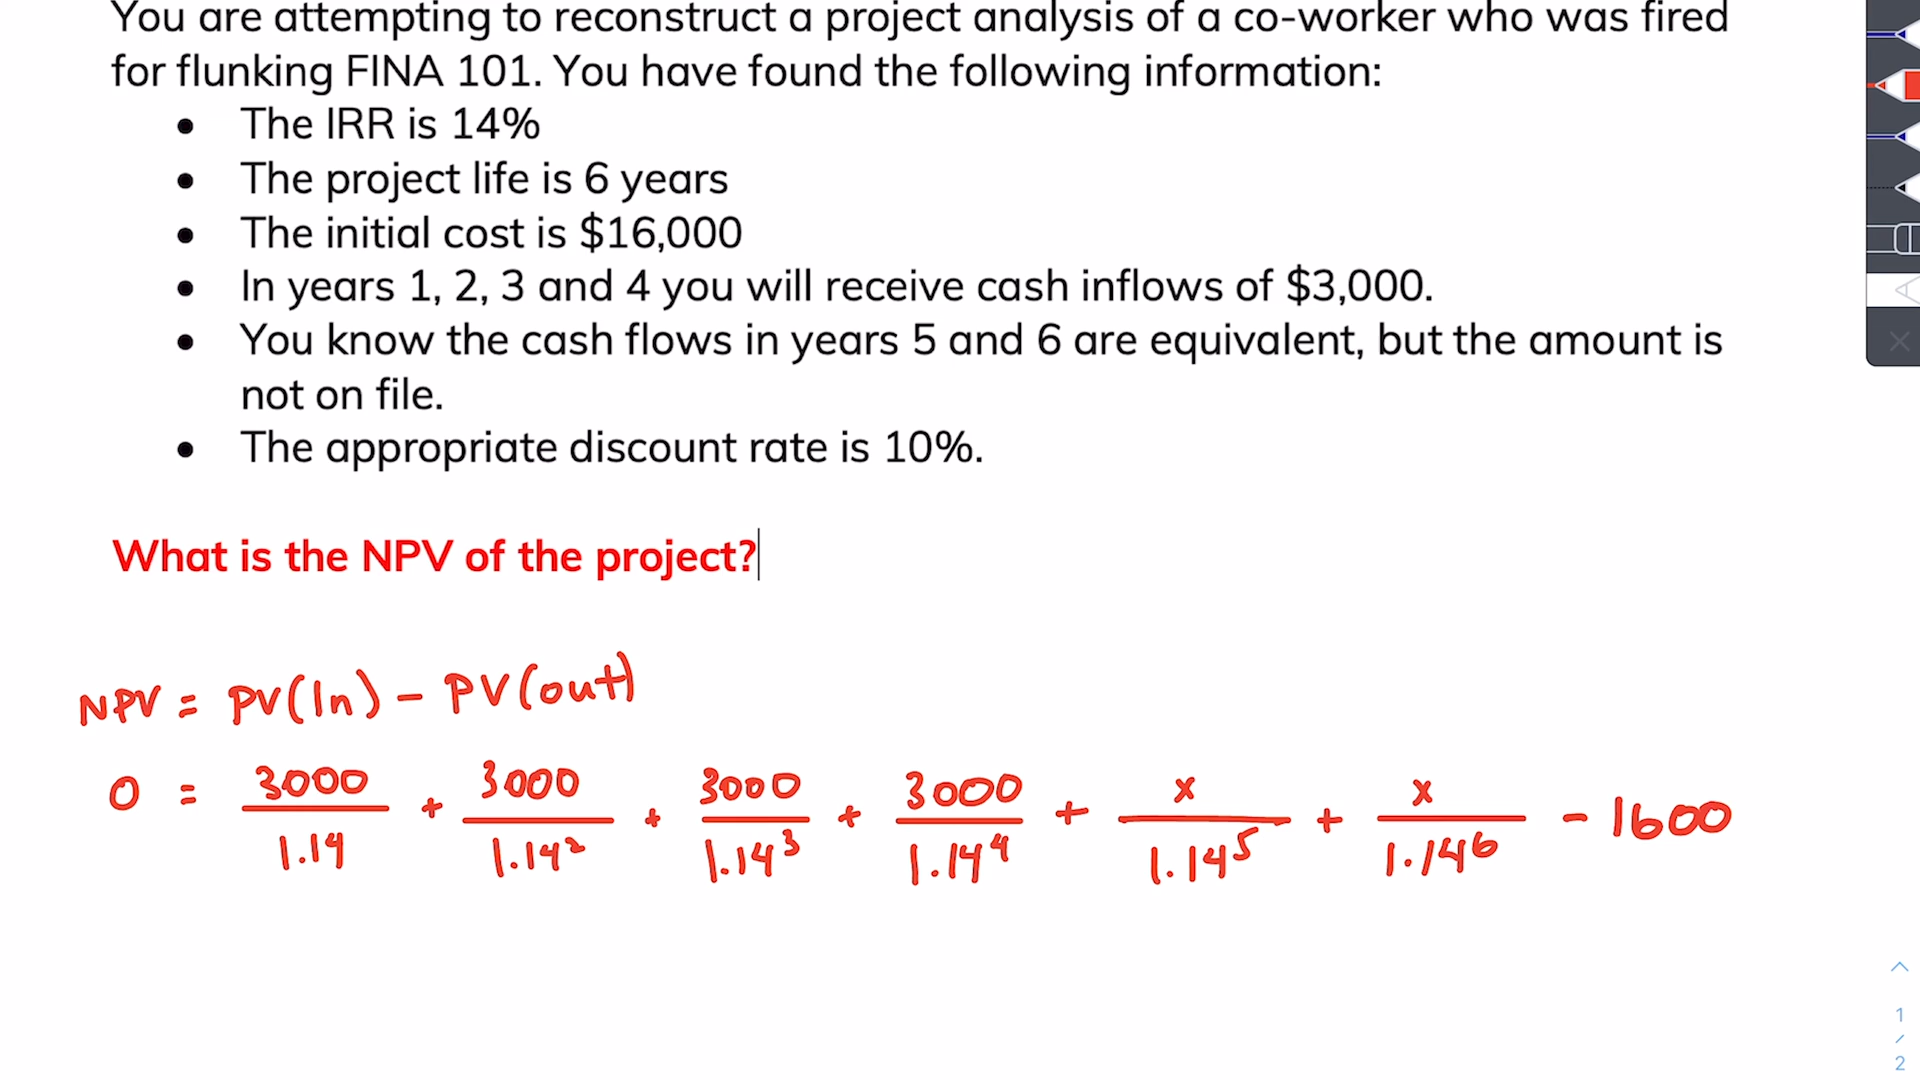 You are attempting to reconstruct a project analysis of a co-worker who was fired
for flunking FINA 101. You have found the following information:
• The IRR is 14%
• The project life is 6 years
• The initial cost is $16,000
• In years 1, 2, 3 and 4 you will receive cash inflows of $3,000.
• You know the cash flows in years 5 and 6 are equivalent, but the amount is
not on file.
• The appropriate discount rate is 10%.
What is the NPV of the project?
NPV = PV(In) - PV(out)
0 = 3000/1.14 + 3000/1.14² + 3000/1.14³ + 3000/1.14⁴ + x/1.14⁵ + x/1.14⁶ - 1600
1
/
2